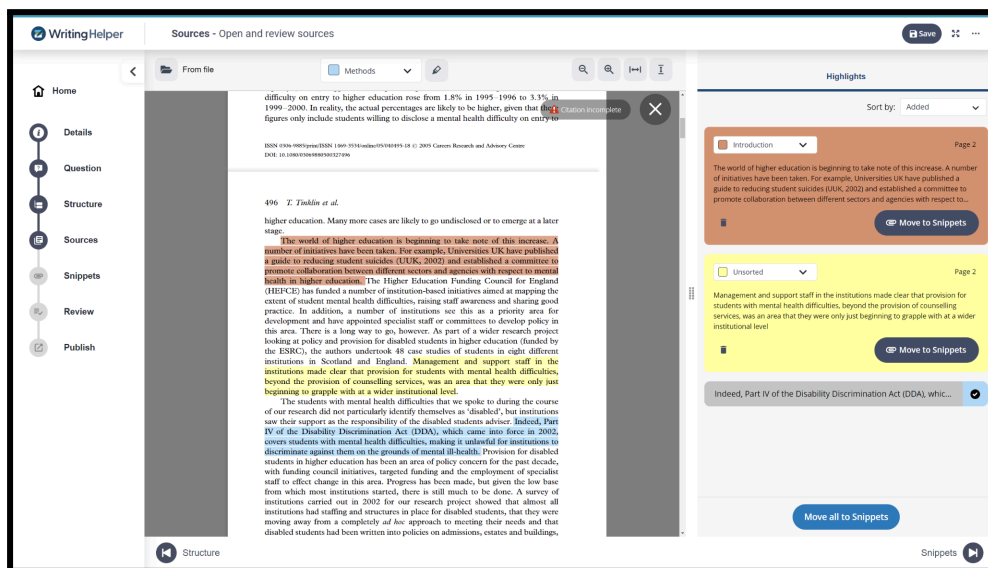 WritingHelper
Sources - Open and review sources
Save
Home
Details
Question
Structure
Sources
Snippets
Review
Publish
From file
Methods
Citation incomplete
difficulty on entry to higher education rose from 1.8% in 1995–1996 to 3.3% in
1999–2000. In reality, the actual percentages are likely to be higher, given that these
figures only include students willing to disclose a mental health difficulty on entry to
ISSN 0306-9885/print/ISSN 1469-3534/online/05/040495-18 © 2005 Careers Research and Advisory Centre
DOI: 10.1080/03069880500327496
496 T. Tinklin et al.
higher education. Many more cases are likely to go undisclosed or to emerge at a later
stage.
The world of higher education is beginning to take note of this increase. A
number of initiatives have been taken. For example, Universities UK have published
a guide to reducing student suicides (UUK, 2002) and established a committee to
promote collaboration between different sectors and agencies with respect to mental
health in higher education. The Higher Education Funding Council for England
(HEFCE) has funded a number of institution-based initiatives aimed at mapping the
extent of student mental health difficulties, raising staff awareness and sharing good
practice. In addition, a number of institutions see this as a priority area for
development and have appointed specialist staff or committees to develop policy in
this area. There is a long way to go, however. As part of a wider research project
looking at policy and provision for disabled students in higher education (funded by
the ESRC), the authors undertook 48 case studies of students in eight different
institutions in Scotland and England. Management and support staff in the
institutions made clear that provision for students with mental health difficulties,
beyond the provision of counselling services, was an area that they were only just
beginning to grapple with at a wider institutional level.
The students with mental health difficulties that we spoke to during the course
of our research did not particularly identify themselves as ‘disabled’, but institutions
saw their support as the responsibility of the disabled students adviser. Indeed, Part
IV of the Disability Discrimination Act (DDA), which came into force in 2002,
covers students with mental health difficulties, making it unlawful for institutions to
discriminate against them on the grounds of mental ill-health. Provision for disabled
students in higher education has been an area of policy concern for the past decade,
with funding council initiatives, targeted funding and the employment of specialist
staff to effect change in this area. Progress has been made, but given the low base
from which most institutions started, there is still much to be done. A survey of
institutions carried out in 2002 for our research project showed that almost all
institutions had staffing and structures in place for disabled students, that they were
moving away from a completely ad hoc approach to meeting their needs and that
disabled students had been written into policies on admissions, estates and buildings,
Highlights
Sort by: Added
Introduction
Page 2
The world of higher education is beginning to take note of this increase. A number
of initiatives have been taken. For example, Universities UK have published a
guide to reducing student suicides (UUK, 2002) and established a committee to
promote collaboration between different sectors and agencies with respect to...
Move to Snippets
Unsorted
Page 2
Management and support staff in the institutions made clear that provision for
students with mental health difficulties, beyond the provision of counselling
services, was an area that they were only just beginning to grapple with at a wider
institutional level
Move to Snippets
Indeed, Part IV of the Disability Discrimination Act (DDA), whic...
Move all to Snippets
Structure
Snippets